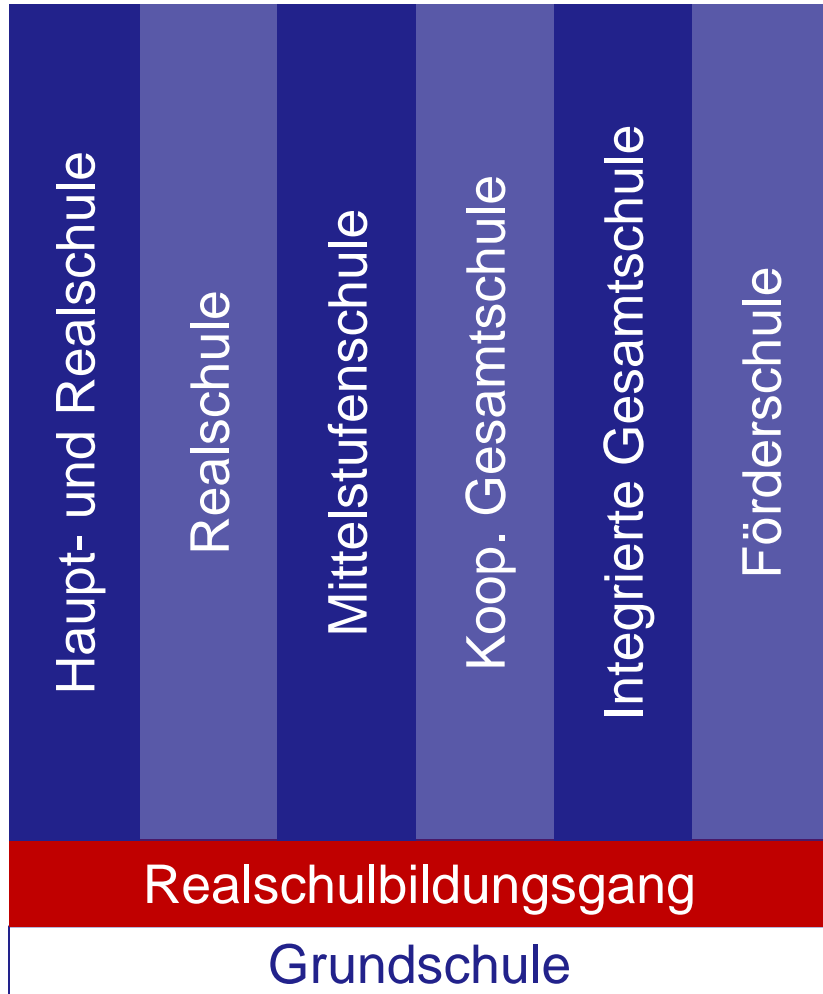 Haupt- und Realschule
Realschule
Mittelstufenschule
Koop. Gesamtschule
Integrierte Gesamtschule
Förderschule
Realschulbildungsgang
Grundschule